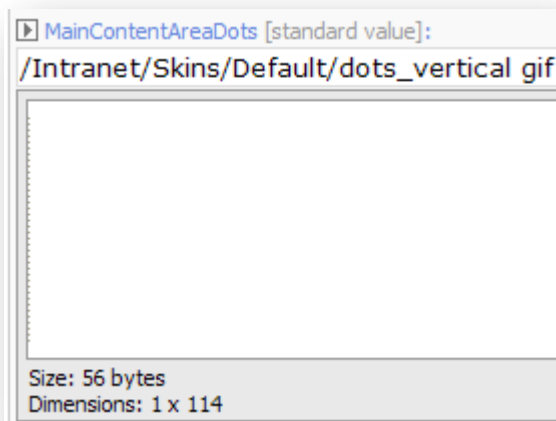 MainContentAreaDots [standard value]:
/Intranet/Skins/Default/dots_vertical gif
Size: 56 bytes
Dimensions: 1 x 114